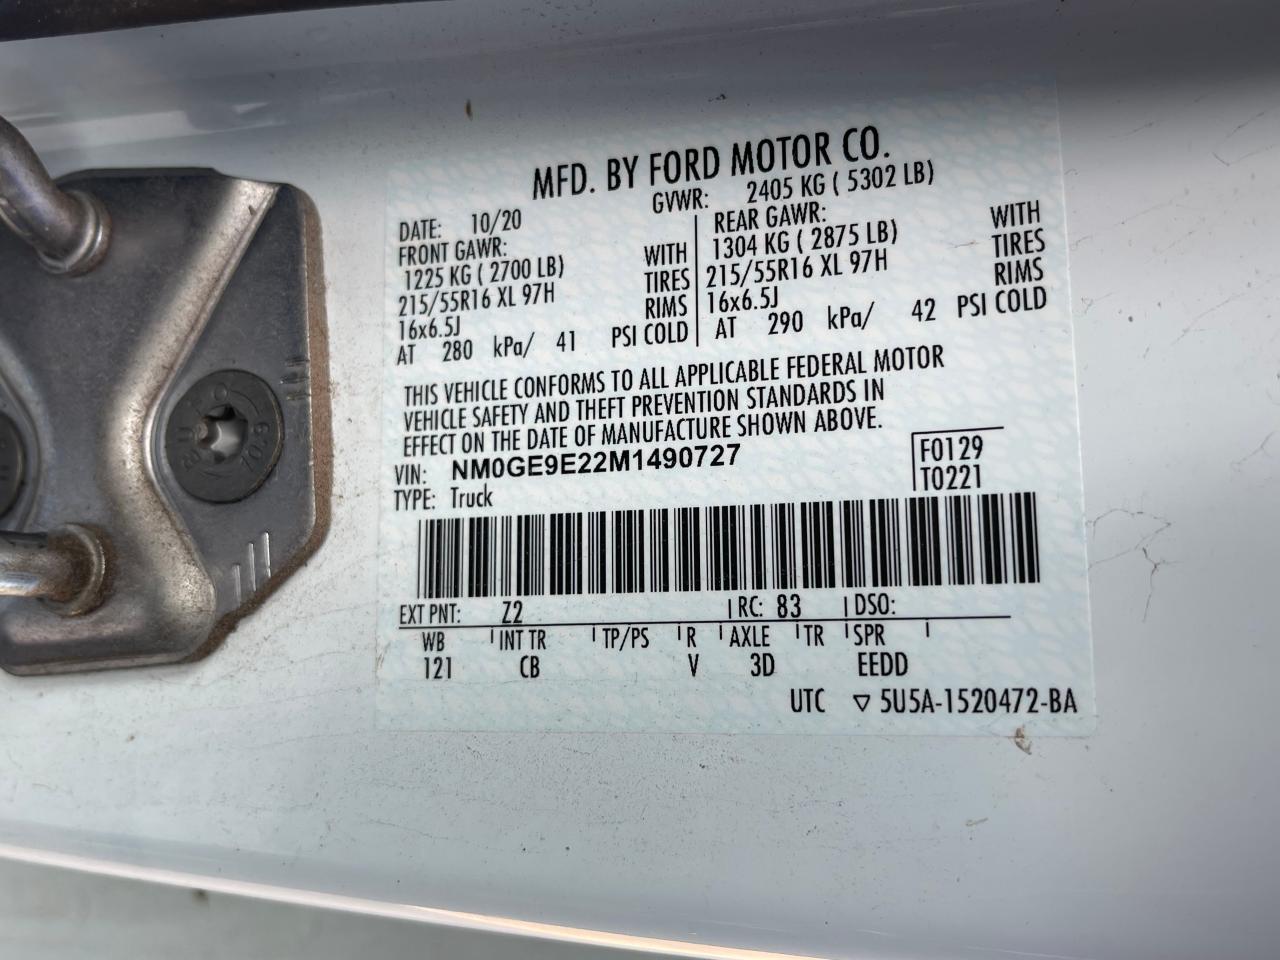 MFD. BY FORD MOTOR CO.
DATE: 10/20 GVWR: 2405 KG ( 5302 LB)
FRONT GAWR: REAR GAWR:
1225 KG ( 2700 LB) WITH 1304 KG ( 2875 LB) WITH
215/55R16 XL 97H TIRES 215/55R16 XL 97H TIRES
16x6.5J RIMS 16x6.5J RIMS
AT 280 kPa/ 41 PSI COLD AT 290 kPa/ 42 PSI COLD
THIS VEHICLE CONFORMS TO ALL APPLICABLE FEDERAL MOTOR
VEHICLE SAFETY AND THEFT PREVENTION STANDARDS IN
EFFECT ON THE DATE OF MANUFACTURE SHOWN ABOVE.
VIN: NM0GE9E22M1490727 F0129
TYPE: Truck T0221
EXT PNT: Z2 RC: 83 DSO:
WB INT TR TP/PS R AXLE TR SPR
121 CB V 3D EEDD
UTC ▽ 5U5A-1520472-BA
10.9